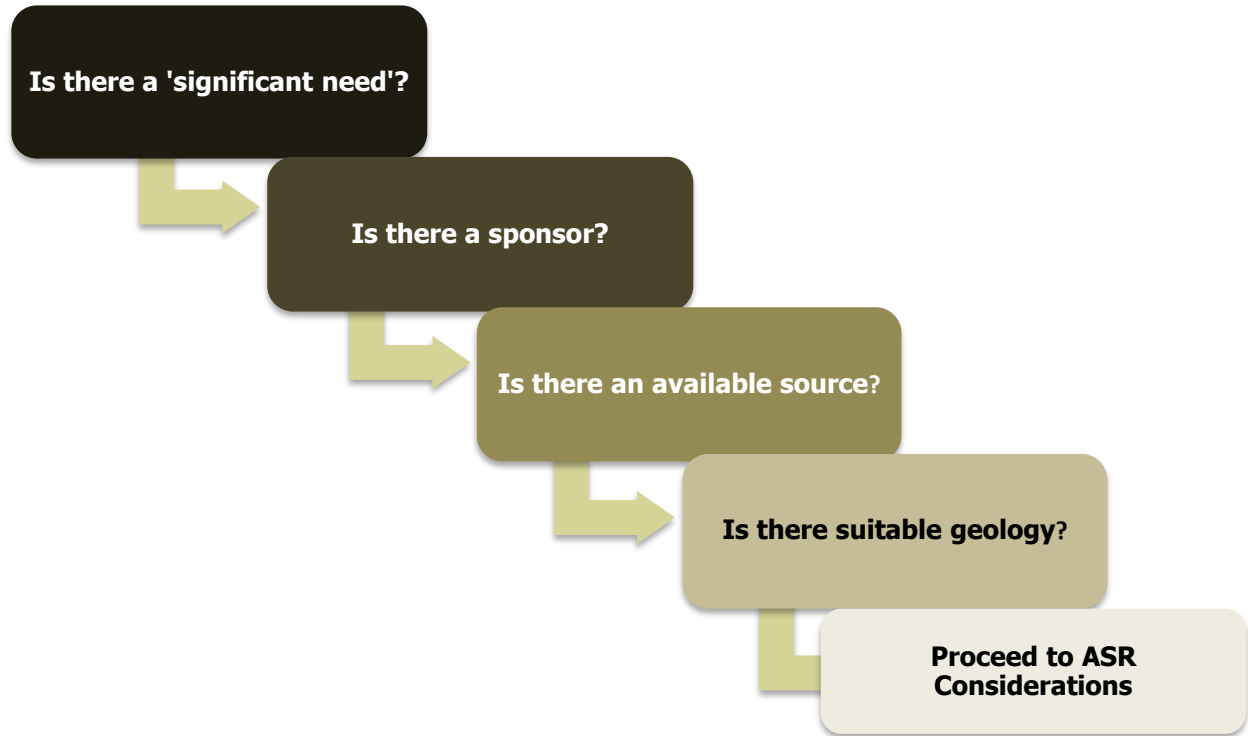 Is there a 'significant need'?
Is there a sponsor?
Is there an available source?
Is there suitable geology?
Proceed to ASR
Considerations